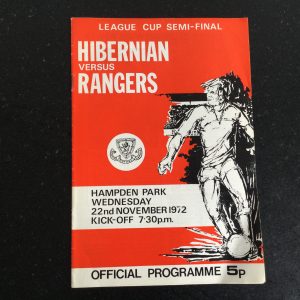 LEAGUE CUP SEMI-FINAL
HIBERNIAN
VERSUS
RANGERS
HAMPDEN PARK
WEDNESDAY
22nd NOVEMBER 1972
KICK-OFF 7·30p.m.
OFFICIAL PROGRAMME 5p